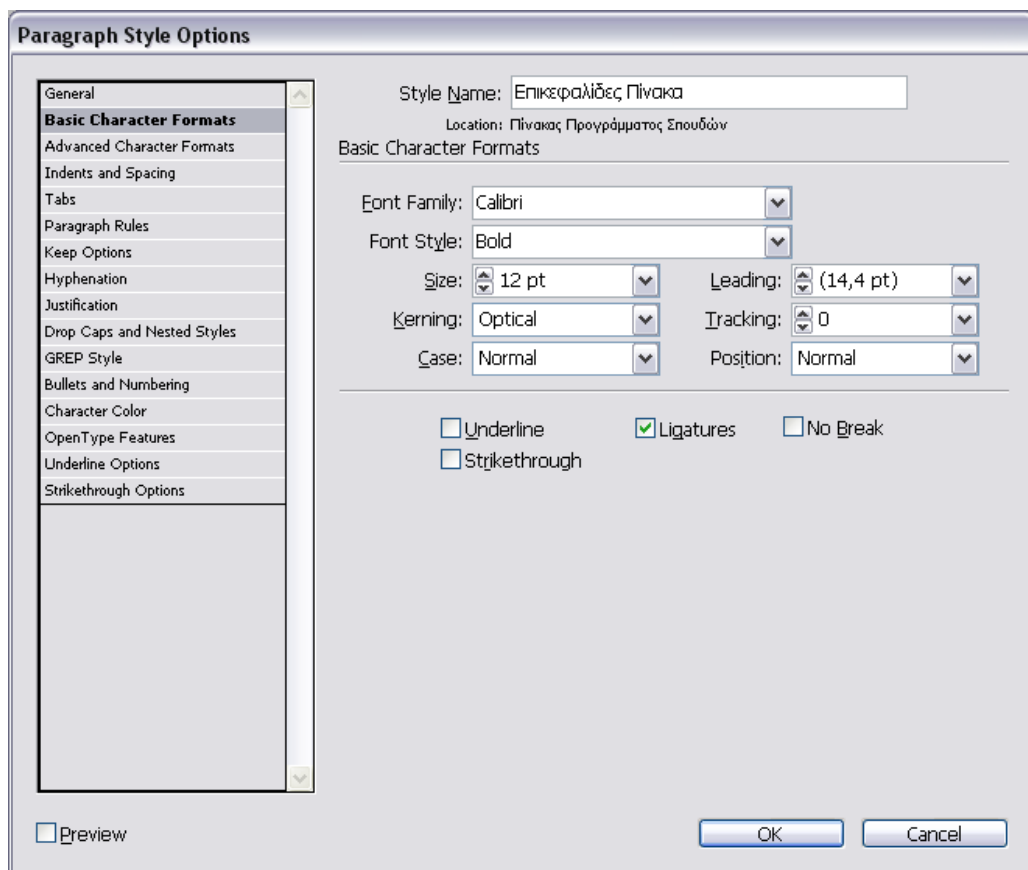 Paragraph Style Options
General
Basic Character Formats
Advanced Character Formats
Indents and Spacing
Tabs
Paragraph Rules
Keep Options
Hyphenation
Justification
Drop Caps and Nested Styles
GREP Style
Bullets and Numbering
Character Color
OpenType Features
Underline Options
Strikethrough Options
Style Name: Επικεφαλίδες Πίνακα
Location: Πίνακας Προγράμματος Σπουδών
Basic Character Formats
Font Family: Calibri
Font Style: Bold
Size: 12 pt Leading: (14,4 pt)
Kerning: Optical Tracking: 0
Case: Normal Position: Normal
Underline Ligatures No Break
Strikethrough
Preview OK Cancel